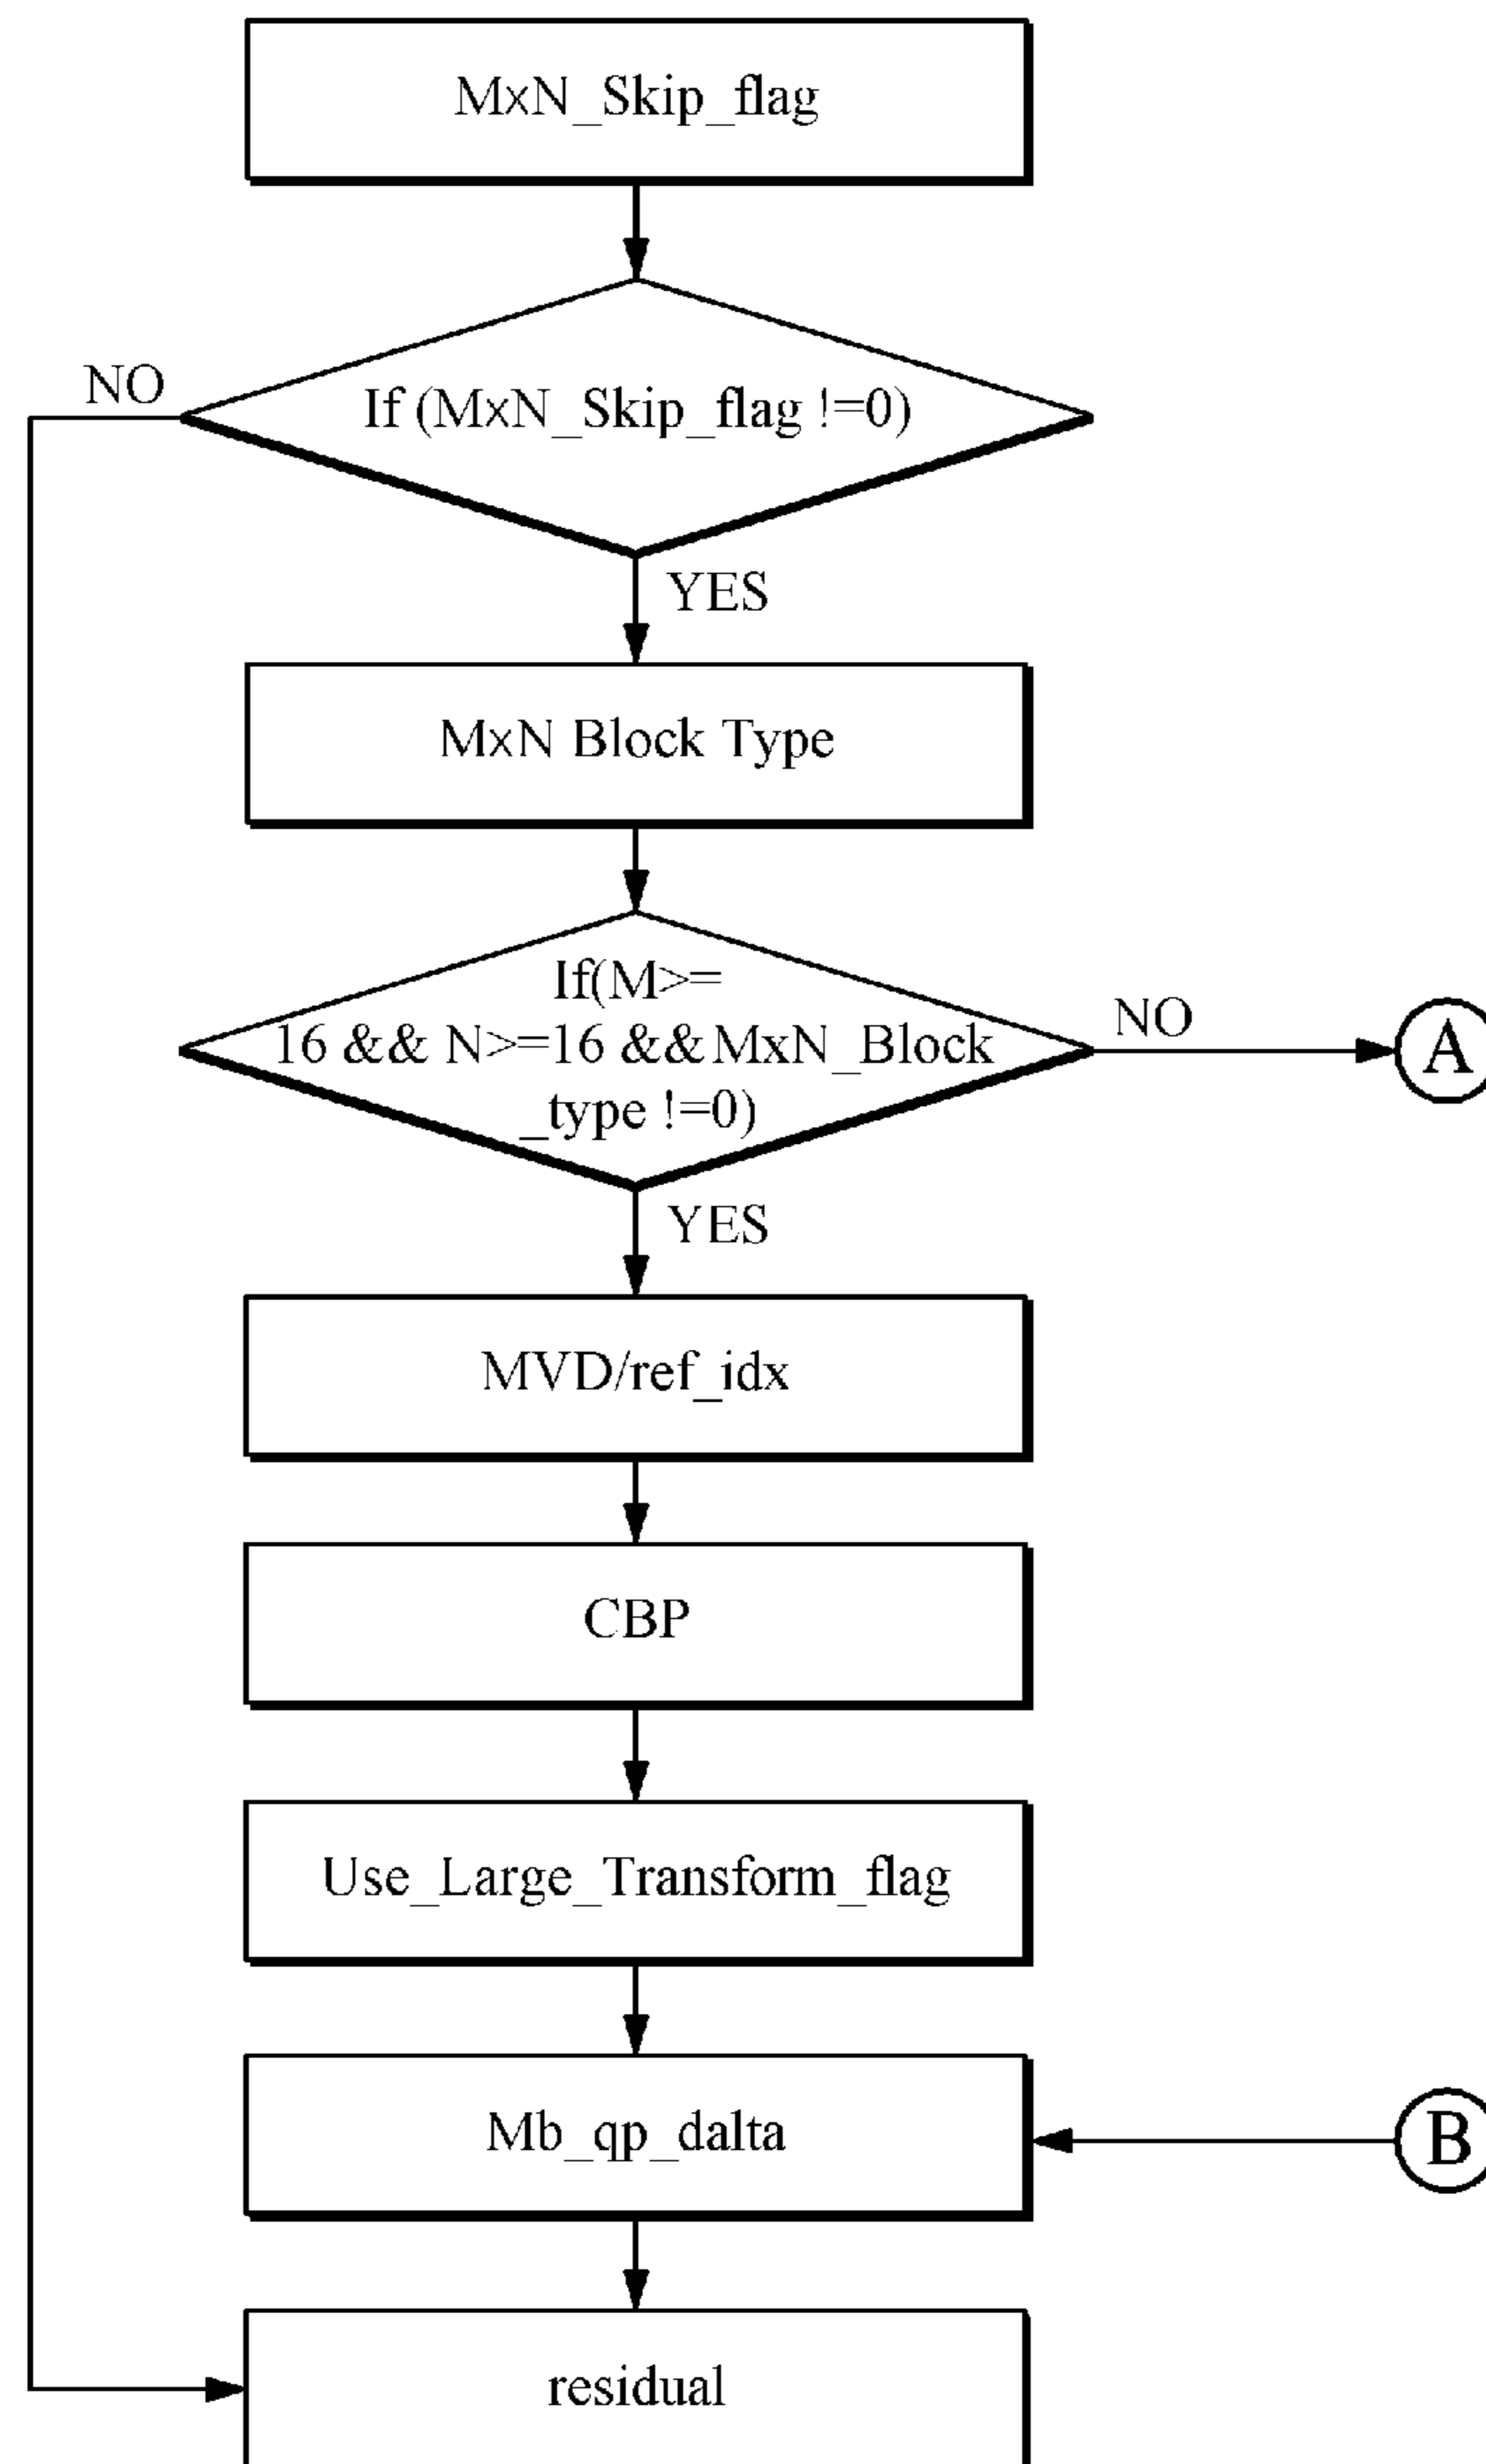 MxN_Skip_flag
NO
If (MxN_Skip_flag !=0)
YES
MxN Block Type
If(M>=
16 && N>=16 &&MxN_Block
_type !=0)
NO
A
YES
MVD/ref_idx
CBP
Use_Large_Transform_flag
Mb_qp_dalta
B
residual